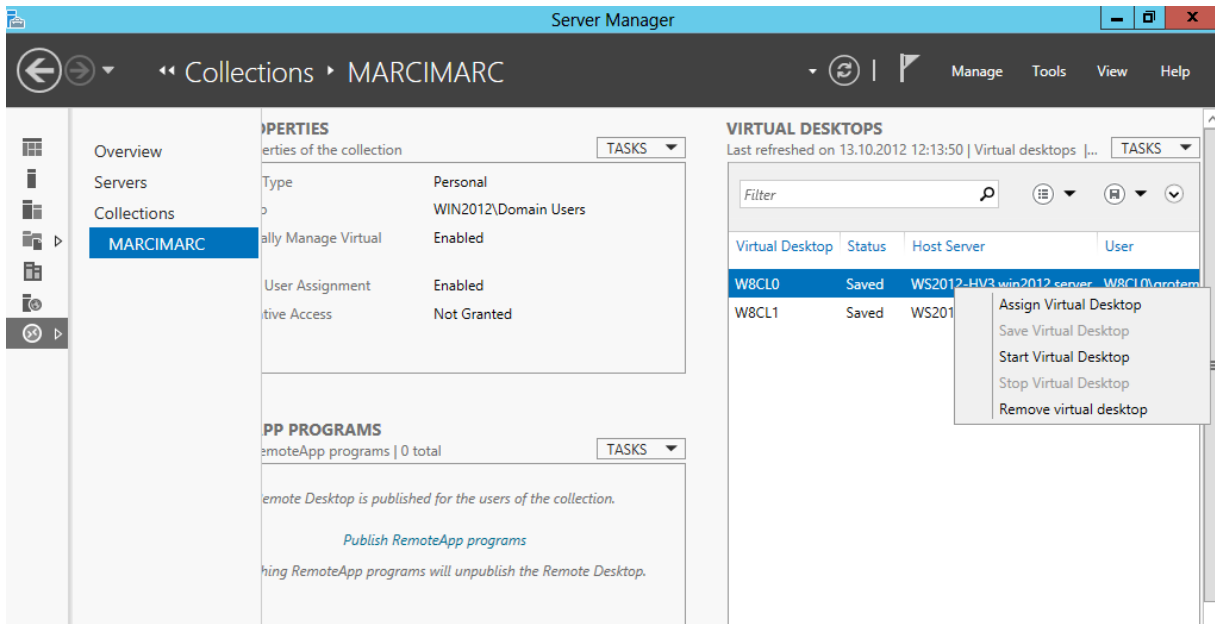 Server Manager
Collections MARCIMARC
Manage Tools View Help
Overview
Servers
Collections
MARCIMARC
OPERTIES
erties of the collection
TASKS
Type Personal
WIN2012\Domain Users
ally Manage Virtual Enabled
User Assignment Enabled
tive Access Not Granted
PP PROGRAMS
emoteApp programs | 0 total
TASKS
emote Desktop is published for the users of the collection.
Publish RemoteApp programs
hing RemoteApp programs will unpublish the Remote Desktop.
VIRTUAL DESKTOPS
Last refreshed on 13.10.2012 12:13:50 | Virtual desktops |...
TASKS
Filter
Virtual Desktop Status Host Server User
W8CL0 Saved WS2012-HV3.win2012.server W8CL0\grotem
W8CL1 Saved WS201
Assign Virtual Desktop
Save Virtual Desktop
Start Virtual Desktop
Stop Virtual Desktop
Remove virtual desktop